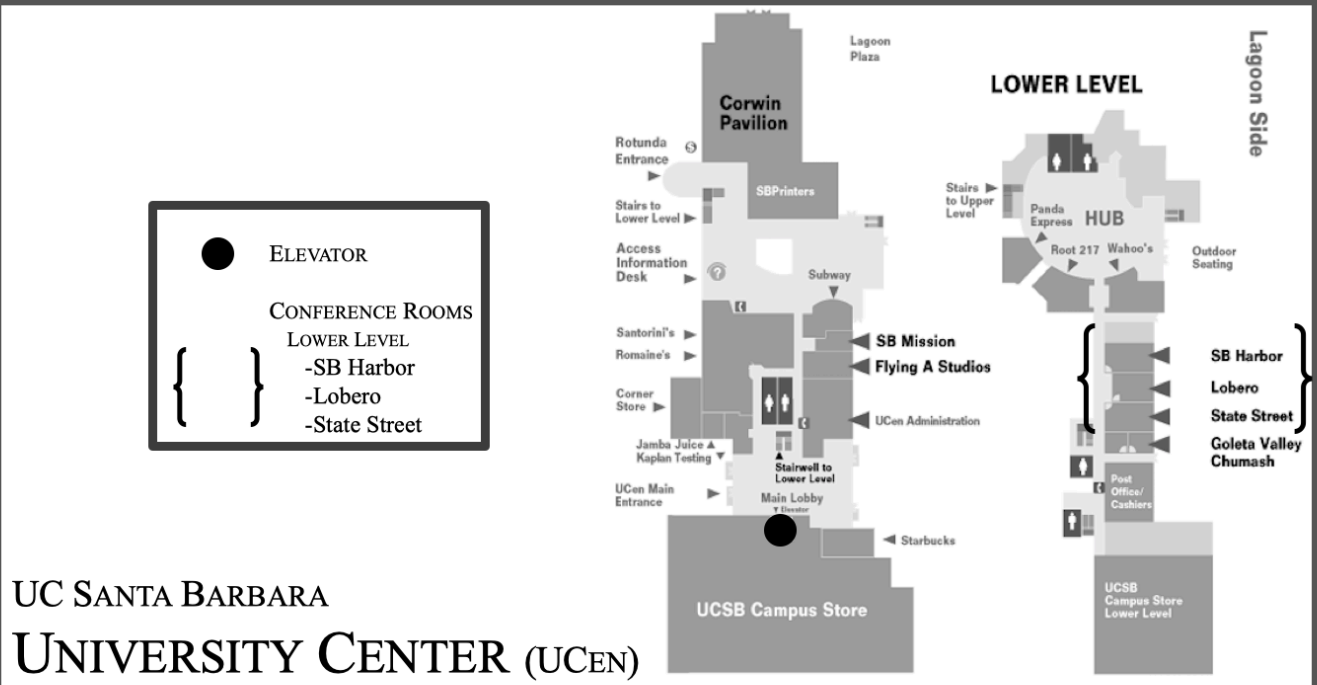 ELEVATOR
CONFERENCE ROOMS
LOWER LEVEL
-SB Harbor
-Lobero
-State Street
UC SANTA BARBARA
UNIVERSITY CENTER (UCEN)
Corwin
Pavilion
Lagoon
Plaza
Rotunda
Entrance
$
SBPrinters
Stairs to
Lower Level
Access
Information
Desk
?
Subway
Santorini's
Romaine's
SB Mission
Flying A Studios
Corner
Store
UCen Administration
Jamba Juice
Kaplan Testing
Stairwell to
Lower Level
UCen Main
Entrance
Main Lobby
Elevator
Starbucks
UCSB Campus Store
LOWER LEVEL
Lagoon Side
Stairs
to Upper
Level
Panda
Express
HUB
Root 217
Wahoo's
Outdoor
Seating
SB Harbor
Lobero
State Street
Goleta Valley
Chumash
Post
Office/
Cashiers
UCSB
Campus Store
Lower Level